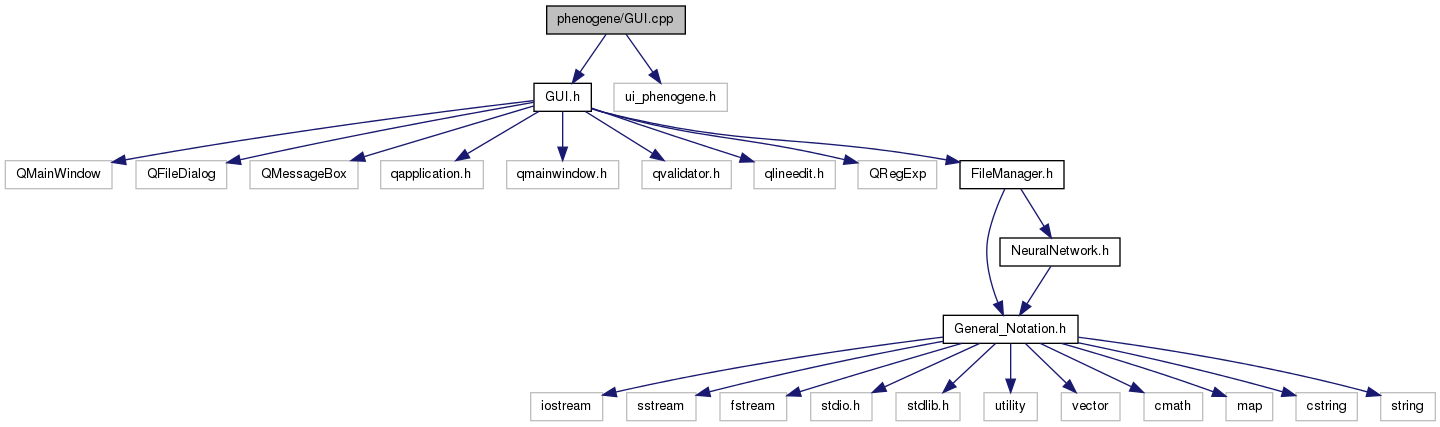 phenogene/GUI.cpp
GUI.h
ui_phenogene.h
QMainWindow
QFileDialog
QMessageBox
qapplication.h
qmainwindow.h
qvalidator.h
qlineedit.h
QRegExp
FileManager.h
NeuralNetwork.h
General_Notation.h
iostream
sstream
fstream
stdio.h
stdlib.h
utility
vector
cmath
map
cstring
string